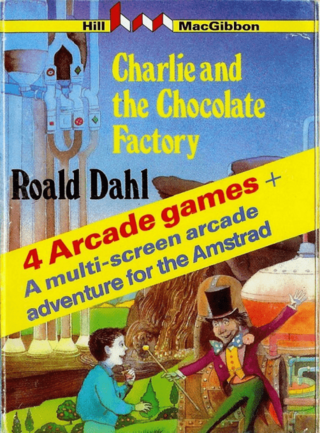 Hill hm MacGibbon
Charlie and
the Chocolate
Factory
Roald Dahl
4 Arcade games +
A multi-screen arcade
adventure for the Amstrad